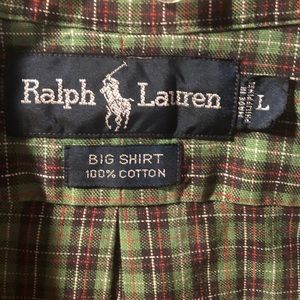 Ralph Lauren
L
BIG SHIRT
100% COTTON